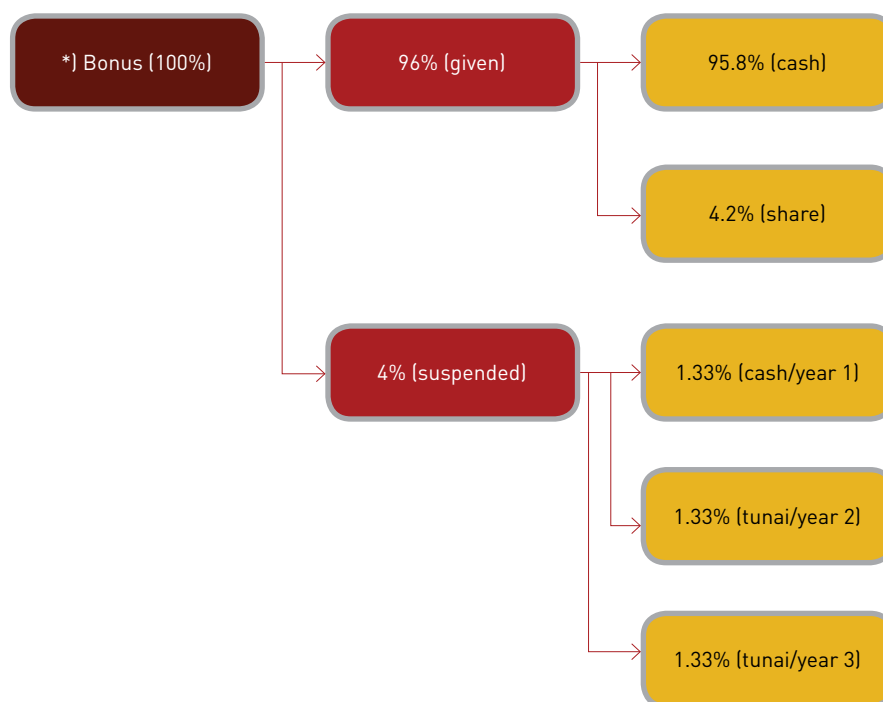 *) Bonus (100%)
96% (given)
95.8% (cash)
4.2% (share)
4% (suspended)
1.33% (cash/year 1)
1.33% (tunai/year 2)
1.33% (tunai/year 3)